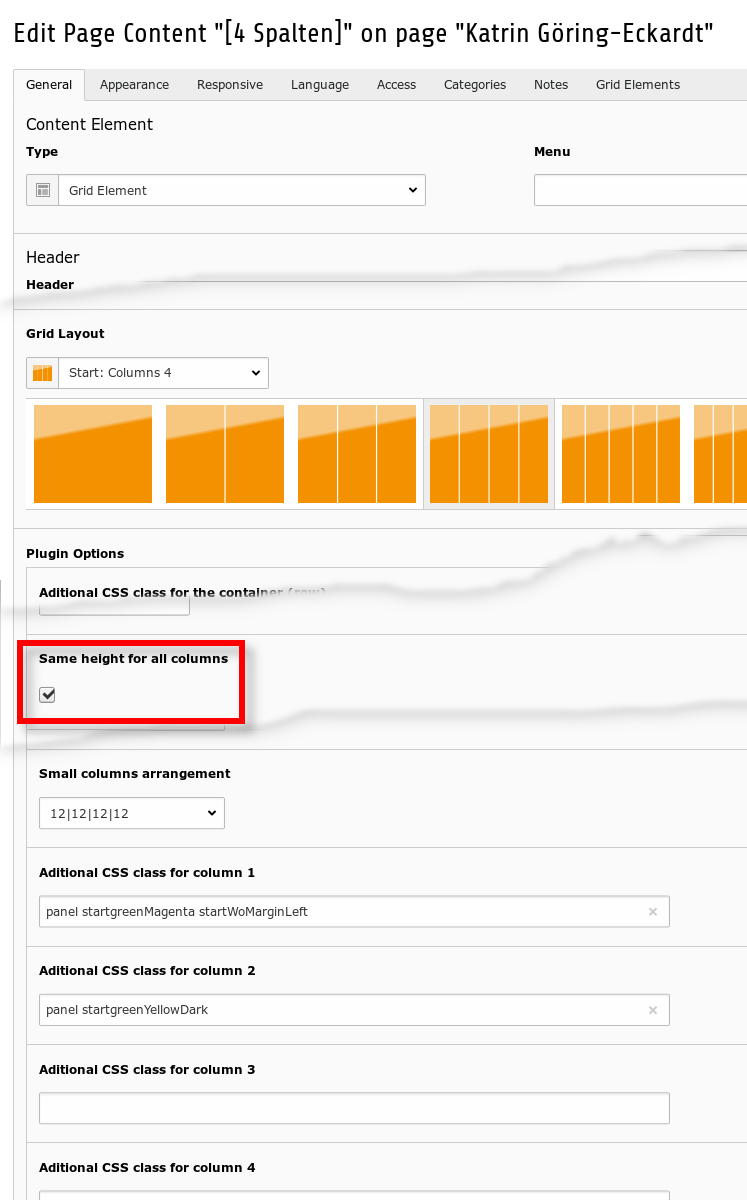 Edit Page Content "[4 Spalten]" on page "Katrin Göring-Eckardt"
General Appearance Responsive Language Access Categories Notes Grid Elements
Content Element
Type Menu
Grid Element
Header
Header
Grid Layout
Start: Columns 4
Plugin Options
Aditional CSS class for the container (row)
Same height for all columns
Small columns arrangement
12|12|12|12
Aditional CSS class for column 1
panel startgreenMagenta startWoMarginLeft ×
Aditional CSS class for column 2
panel startgreenYellowDark ×
Aditional CSS class for column 3
Aditional CSS class for column 4